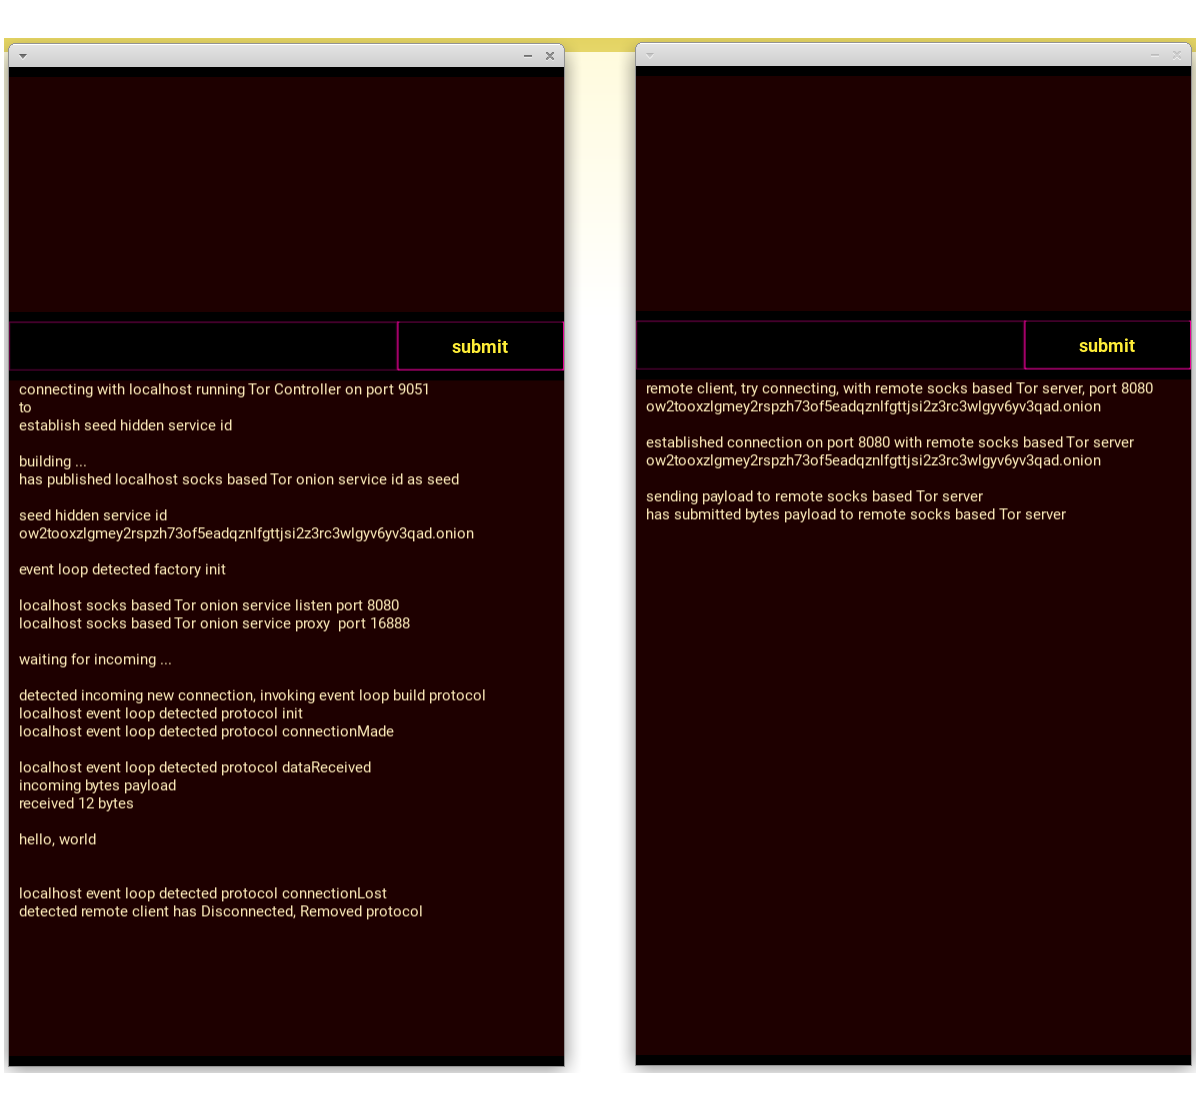 submit
connecting with localhost running Tor Controller on port 9051
to
establish seed hidden service id
building ...
has published localhost socks based Tor onion service id as seed
seed hidden service id
ow2tooxzlgmey2rspzh73of5eadqznlfgttjsi2z3rc3wlgyv6yv3qad.onion
event loop detected factory init
localhost socks based Tor onion service listen port 8080
localhost socks based Tor onion service proxy  port 16888
waiting for incoming ...
detected incoming new connection, invoking event loop build protocol
localhost event loop detected protocol init
localhost event loop detected protocol connectionMade
localhost event loop detected protocol dataReceived
incoming bytes payload
received 12 bytes
hello, world
localhost event loop detected protocol connectionLost
detected remote client has Disconnected, Removed protocol
submit
remote client, try connecting, with remote socks based Tor server, port 8080
ow2tooxzlgmey2rspzh73of5eadqznlfgttjsi2z3rc3wlgyv6yv3qad.onion
established connection on port 8080 with remote socks based Tor server
ow2tooxzlgmey2rspzh73of5eadqznlfgttjsi2z3rc3wlgyv6yv3qad.onion
sending payload to remote socks based Tor server
has submitted bytes payload to remote socks based Tor server